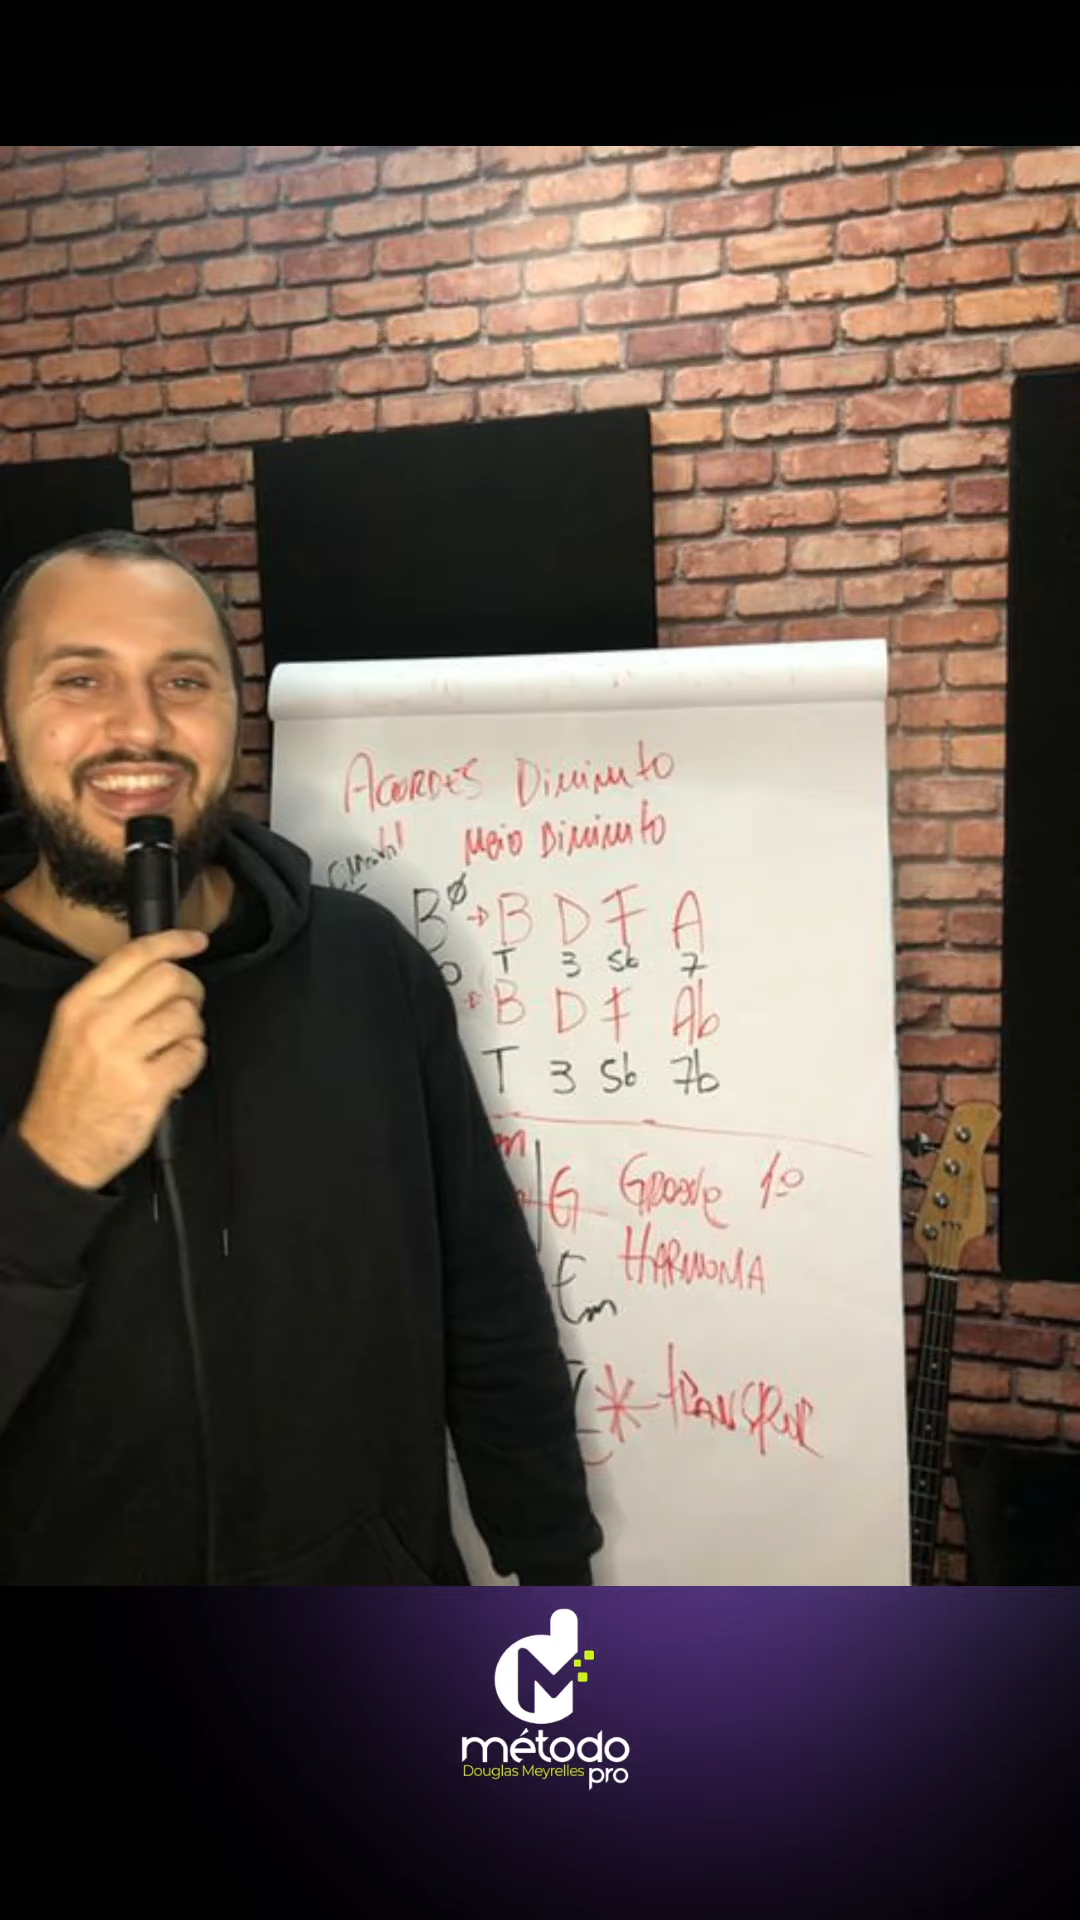 ACORDES Diminuto
Meio Diminuto
Bø → B D F A
T 3 5b 7
o → B D F Ab
T 3 5b 7b
m
G GROOVE 1º
Em HARMONIA
*
método
Douglas Meyrelles pro